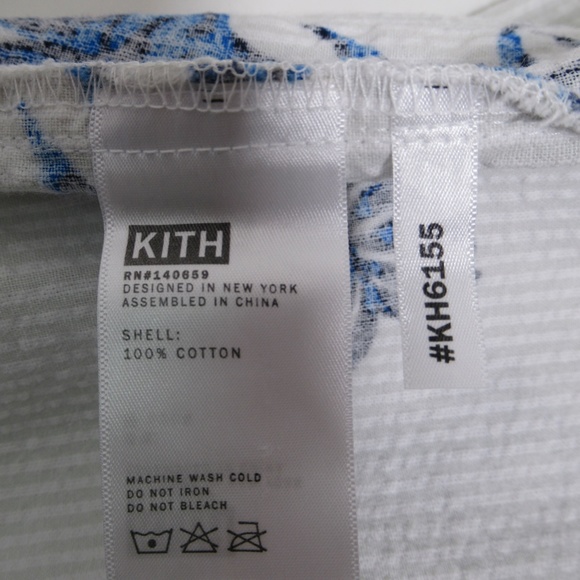 KITH
RN#140659
DESIGNED IN NEW YORK
ASSEMBLED IN CHINA
SHELL:
100% COTTON
MACHINE WASH COLD
DO NOT IRON
DO NOT BLEACH
#KH6155